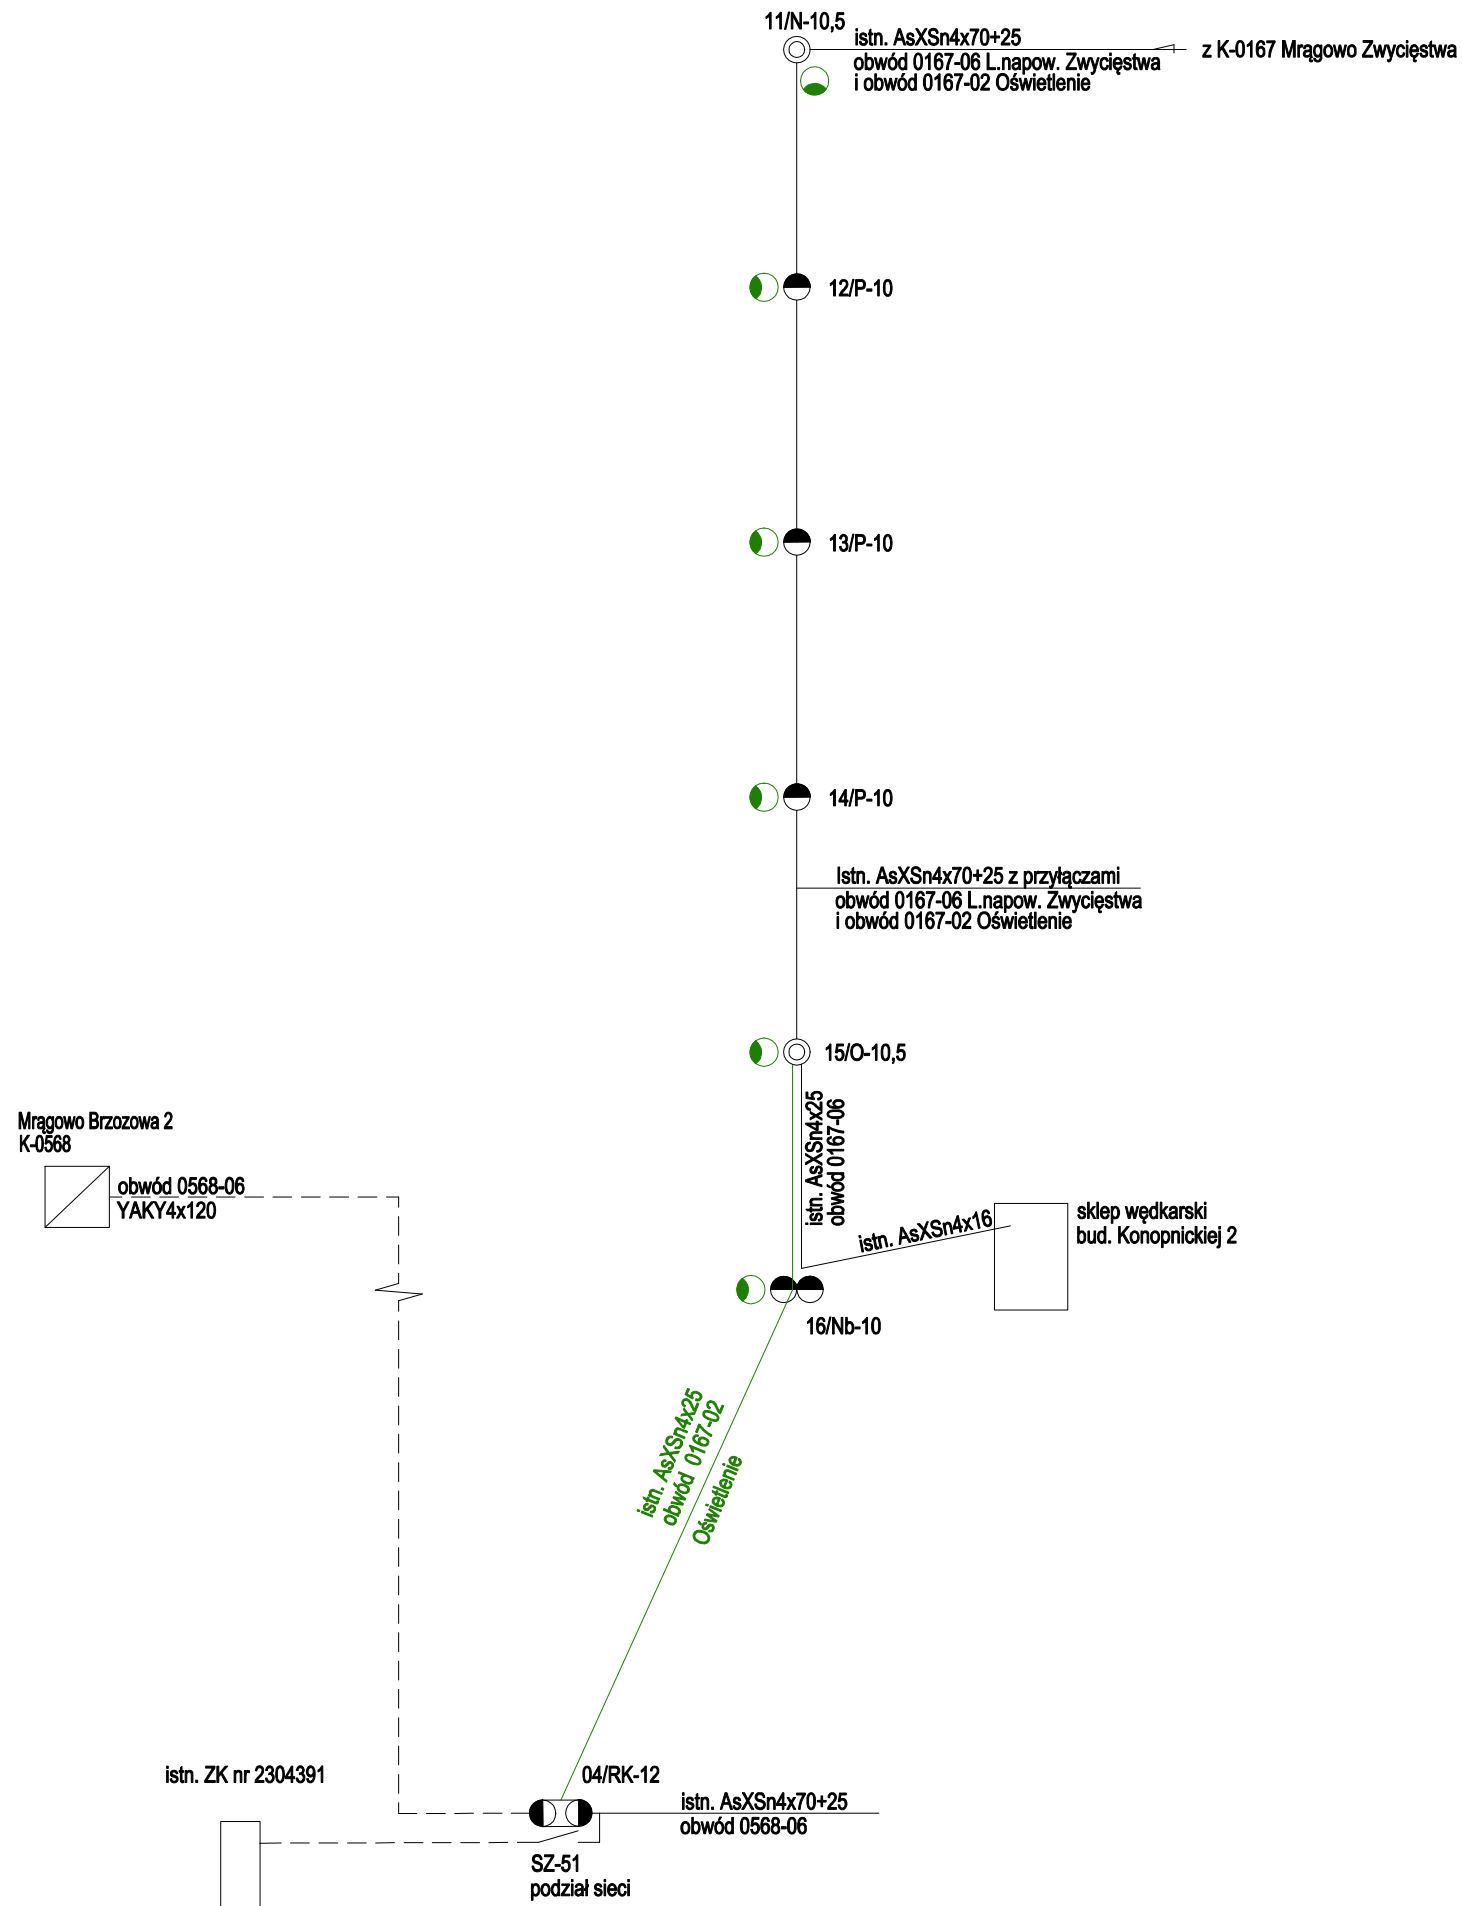 11/N-10,5
istn. AsXSn4x70+25
obwód 0167-06 L.napow. Zwycięstwa
i obwód 0167-02 Oświetlenie
z K-0167 Mrągowo Zwycięstwa
12/P-10
13/P-10
14/P-10
Istn. AsXSn4x70+25 z przyłączami
obwód 0167-06 L.napow. Zwycięstwa
i obwód 0167-02 Oświetlenie
15/O-10,5
istn. AsXSn4x25
obwód 0167-06
Mrągowo Brzozowa 2
K-0568
obwód 0568-06
YAKY4x120
istn. AsXSn4x16
sklep wędkarski
bud. Konopnickiej 2
16/Nb-10
istn. AsXSn4x25
obwód 0167-02
Oświetlenie
istn. ZK nr 2304391
04/RK-12
istn. AsXSn4x70+25
obwód 0568-06
SZ-51
podział sieci